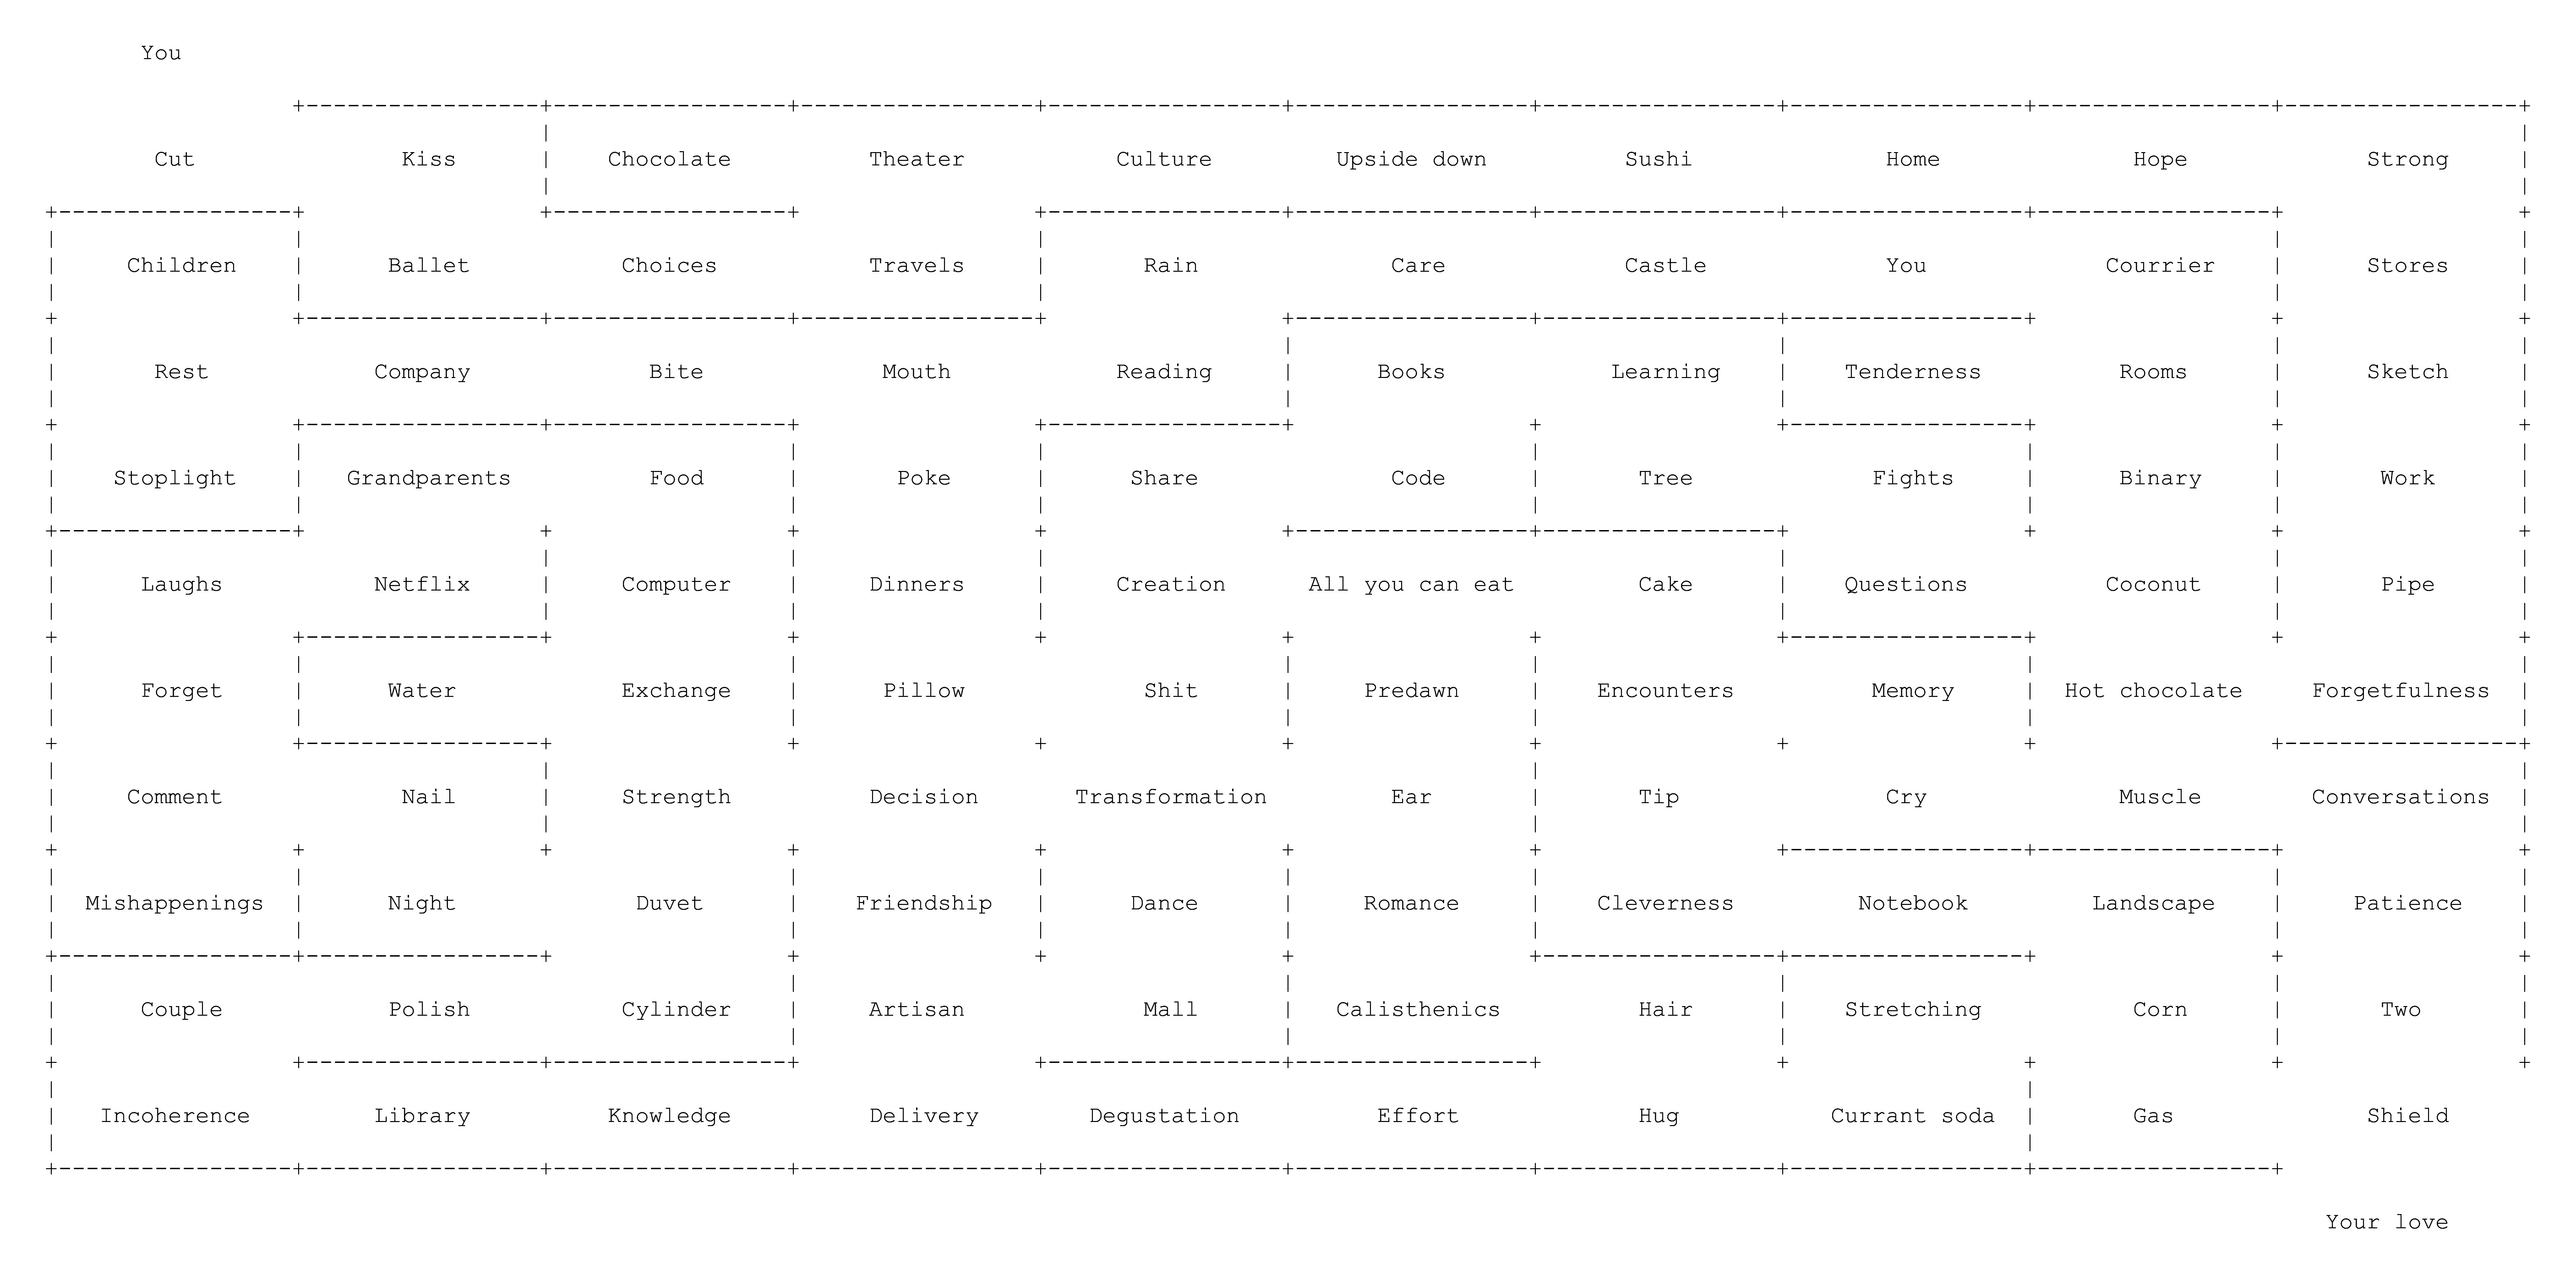 You
Cut Kiss Chocolate Theater Culture Upside down Sushi Home Hope Strong
Children Ballet Choices Travels Rain Care Castle You Courrier Stores
Rest Company Bite Mouth Reading Books Learning Tenderness Rooms Sketch
Stoplight Grandparents Food Poke Share Code Tree Fights Binary Work
Laughs Netflix Computer Dinners Creation All you can eat Cake Questions Coconut Pipe
Forget Water Exchange Pillow Shit Predawn Encounters Memory Hot chocolate Forgetfulness
Comment Nail Strength Decision Transformation Ear Tip Cry Muscle Conversations
Mishappenings Night Duvet Friendship Dance Romance Cleverness Notebook Landscape Patience
Couple Polish Cylinder Artisan Mall Calisthenics Hair Stretching Corn Two
Incoherence Library Knowledge Delivery Degustation Effort Hug Currant soda Gas Shield
Your love